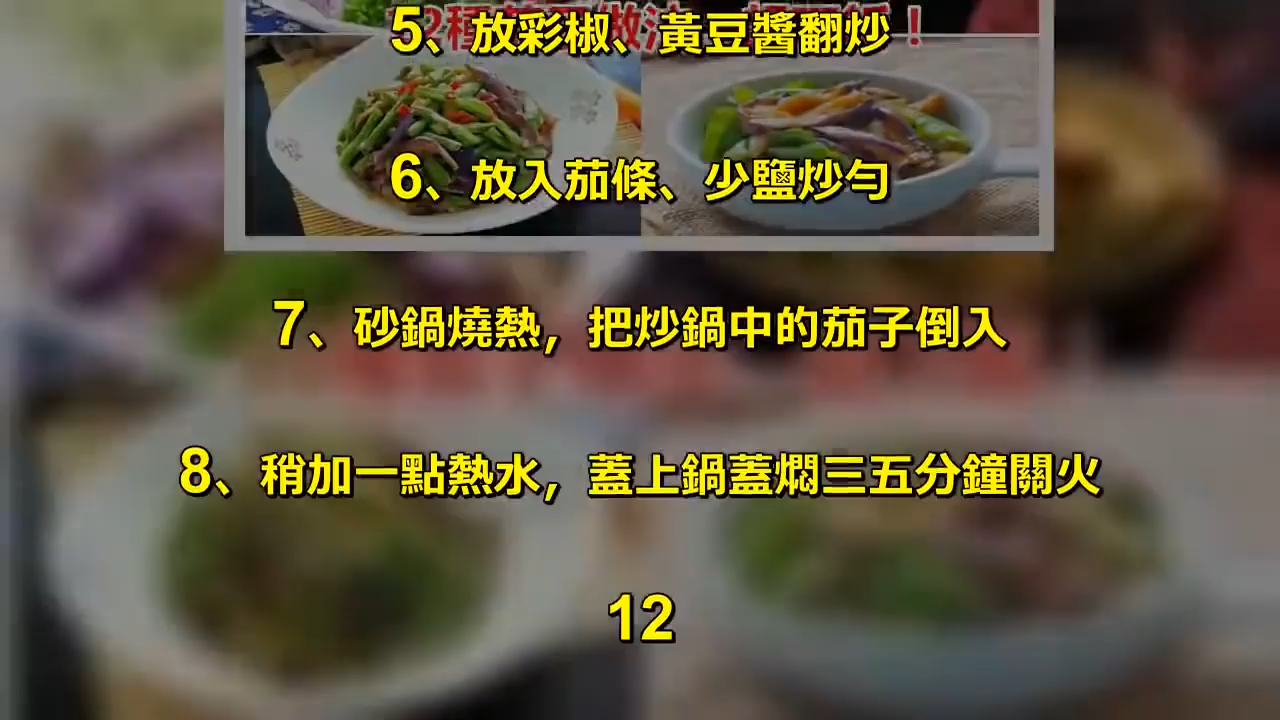 5、放彩椒、黃豆醬翻炒
6、放入茄條、少鹽炒勻
7、砂鍋燒熱，把炒鍋中的茄子倒入
8、稍加一點熱水，蓋上鍋蓋燜三五分鐘關火
12